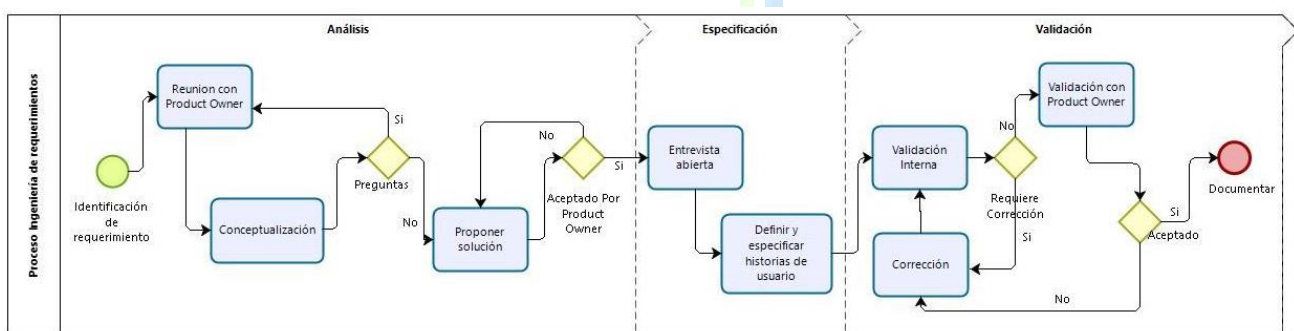 Proceso Ingeniería de requerimientos
Análisis
Especificación
Validación
Identificación
de
requerimiento
Reunion con
Product Owner
Conceptualización
Si
Preguntas
No
Proponer
solución
No
Aceptado Por
Product
Owner
Si
Entrevista
abierta
Definir y
especificar
historias de
usuario
Validación
Interna
No
Requiere
Corrección
Si
Corrección
Validación con
Product Owner
Si
Aceptado
No
Documentar